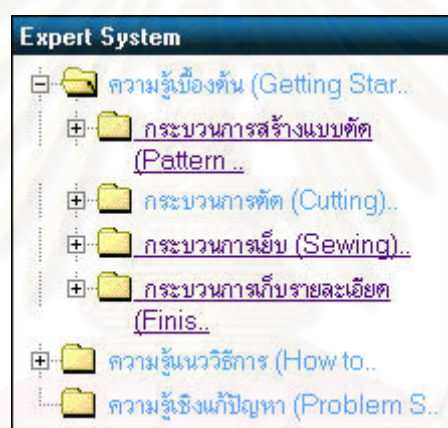 Expert System
ความรู้เบื้องต้น (Getting Star..
กระบวนการสร้างแบบตัด
(Pattern ..
กระบวนการตัด (Cutting)..
กระบวนการเย็บ (Sewing)..
กระบวนการเก็บรายละเอียด
(Finis..
ความรู้แนววิธีการ (How to..
ความรู้เชิงแก้ปัญหา (Problem S..